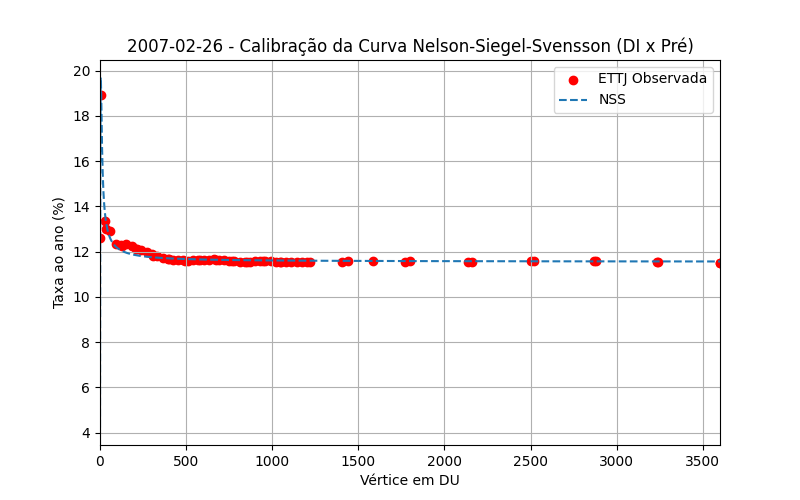 2007-02-26 - Calibração da Curva Nelson-Siegel-Svensson (DI x Pré)
ETTJ Observada
NSS
Taxa ao ano (%)
20
18
16
14
12
10
8
6
4
0 500 1000 1500 2000 2500 3000 3500
Vértice em DU